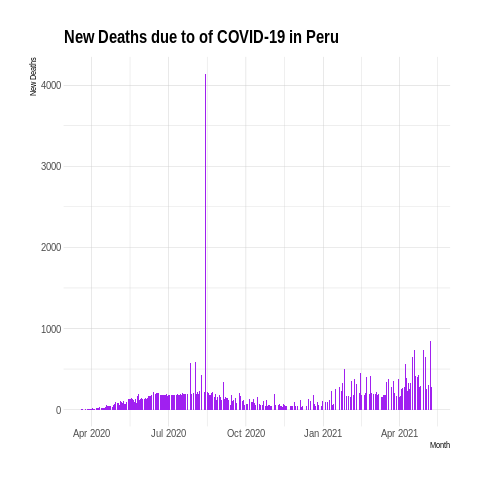 New Deaths due to of COVID-19 in Peru
New Deaths
4000
3000
2000
1000
0
Apr 2020 Jul 2020 Oct 2020 Jan 2021 Apr 2021
Month